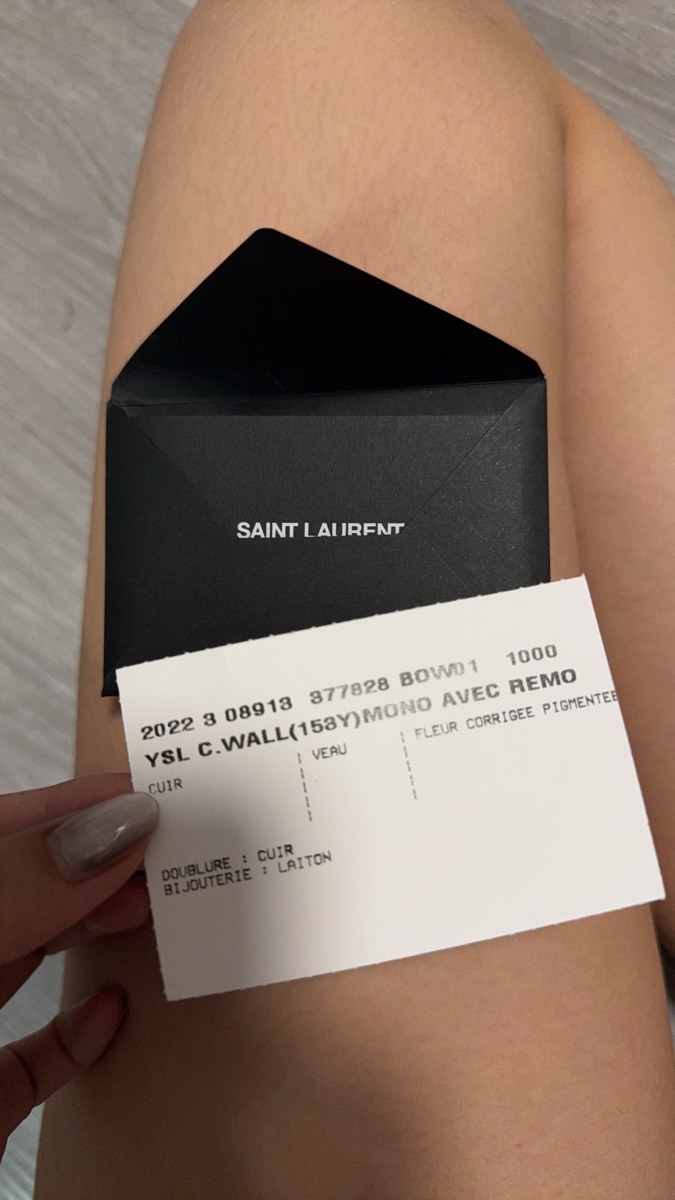 SAINT LAURENT
2022 3 08913 377828 BOW01 1000
YSL C.WALL(153Y)MONO AVEC REMO
CUIR | VEAU | FLEUR CORRIGEE PIGMENTEE
DOUBLURE : CUIR
BIJOUTERIE : LAITON